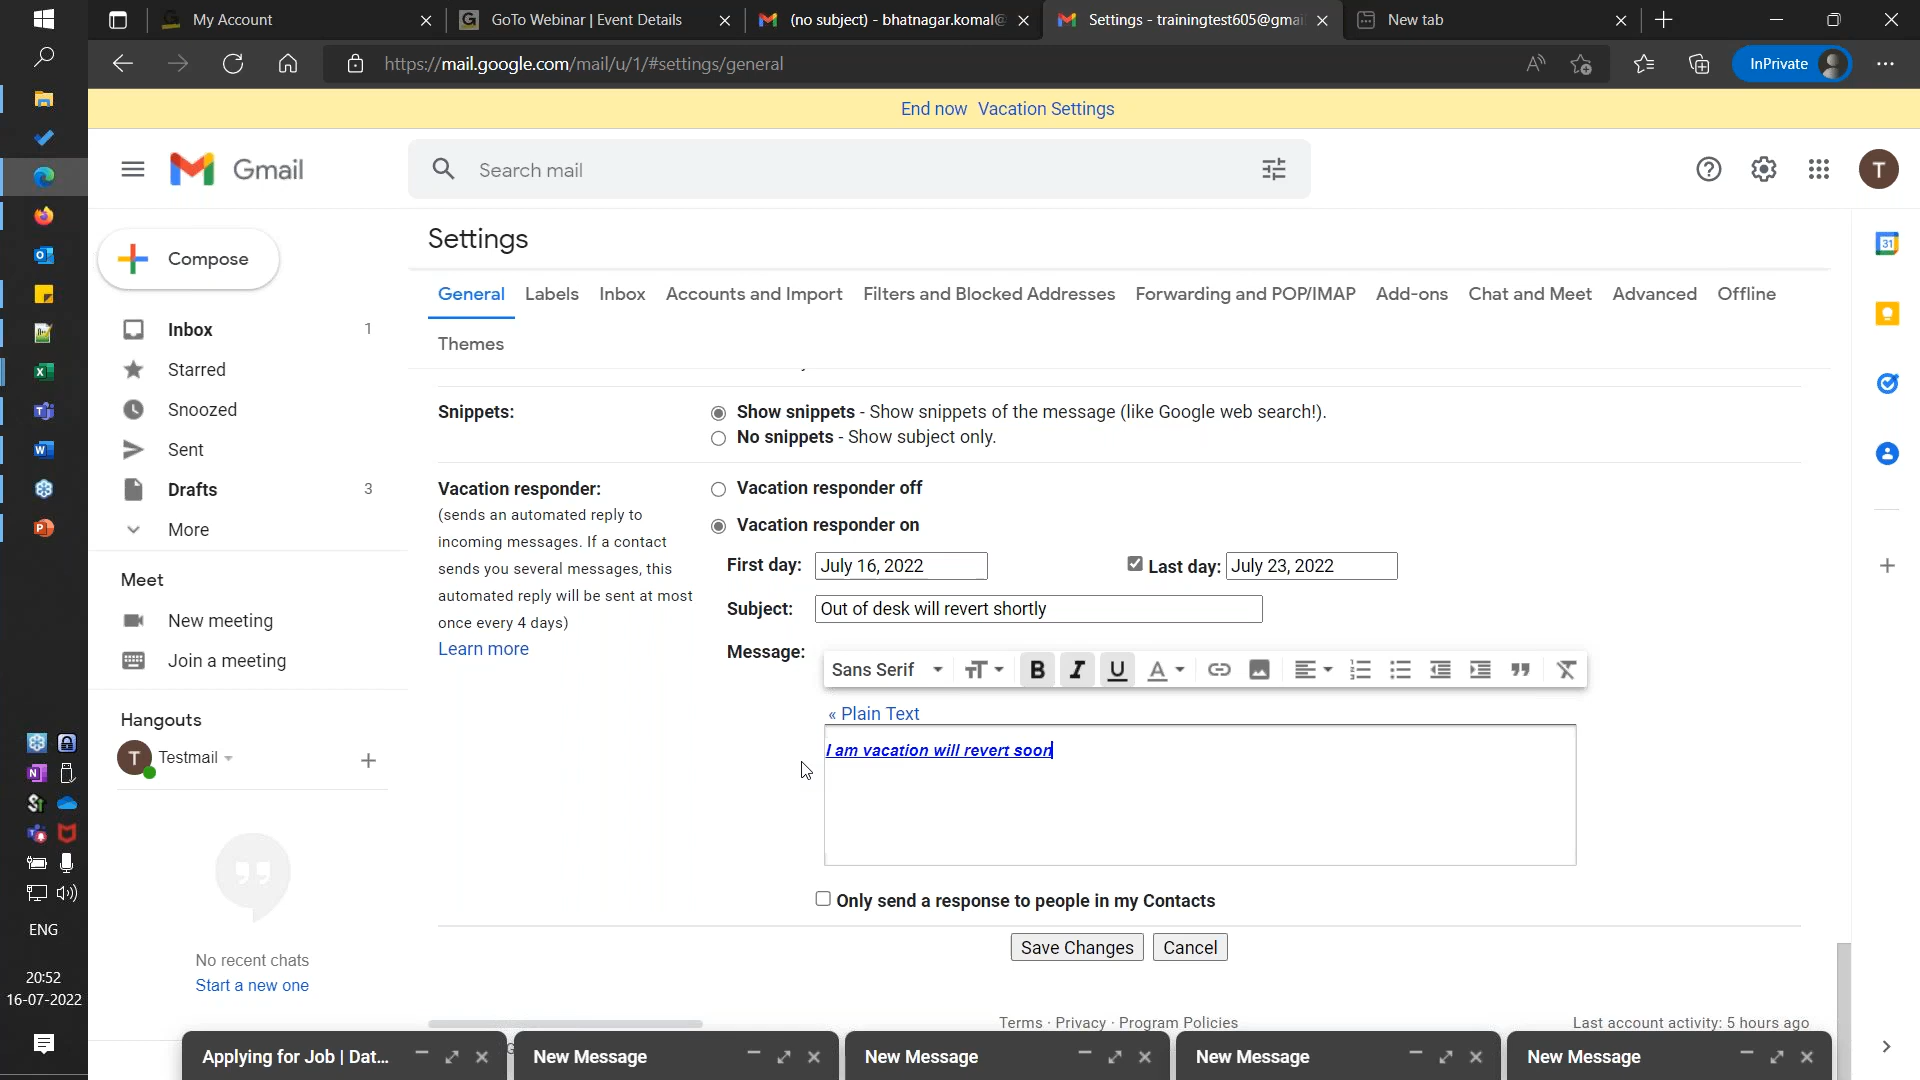 My Account
GoTo Webinar | Event Details
(no subject) - bhatnagar.komal@
Settings - trainingtest605@gmai
New tab
https://mail.google.com/mail/u/1/#settings/general
InPrivate
End now Vacation Settings
Gmail
Search mail
T
Compose
Settings
General Labels Inbox Accounts and Import Filters and Blocked Addresses Forwarding and POP/IMAP Add-ons Chat and Meet Advanced Offline
Themes
Inbox 1
Starred
Snoozed
Sent
Drafts 3
More
Meet
New meeting
Join a meeting
Hangouts
T Testmail
No recent chats
Start a new one
Snippets:
Show snippets - Show snippets of the message (like Google web search!).
No snippets - Show subject only.
Vacation responder:
(sends an automated reply to
incoming messages. If a contact
sends you several messages, this
automated reply will be sent at most
once every 4 days)
Learn more
Vacation responder off
Vacation responder on
First day: July 16, 2022 Last day: July 23, 2022
Subject: Out of desk will revert shortly
Message:
Sans Serif
« Plain Text
I am vacation will revert soon
Only send a response to people in my Contacts
Save Changes Cancel
Terms · Privacy · Program Policies
Last account activity: 5 hours ago
Applying for Job | Dat...
New Message
New Message
New Message
New Message
31
ENG
20:52
16-07-2022